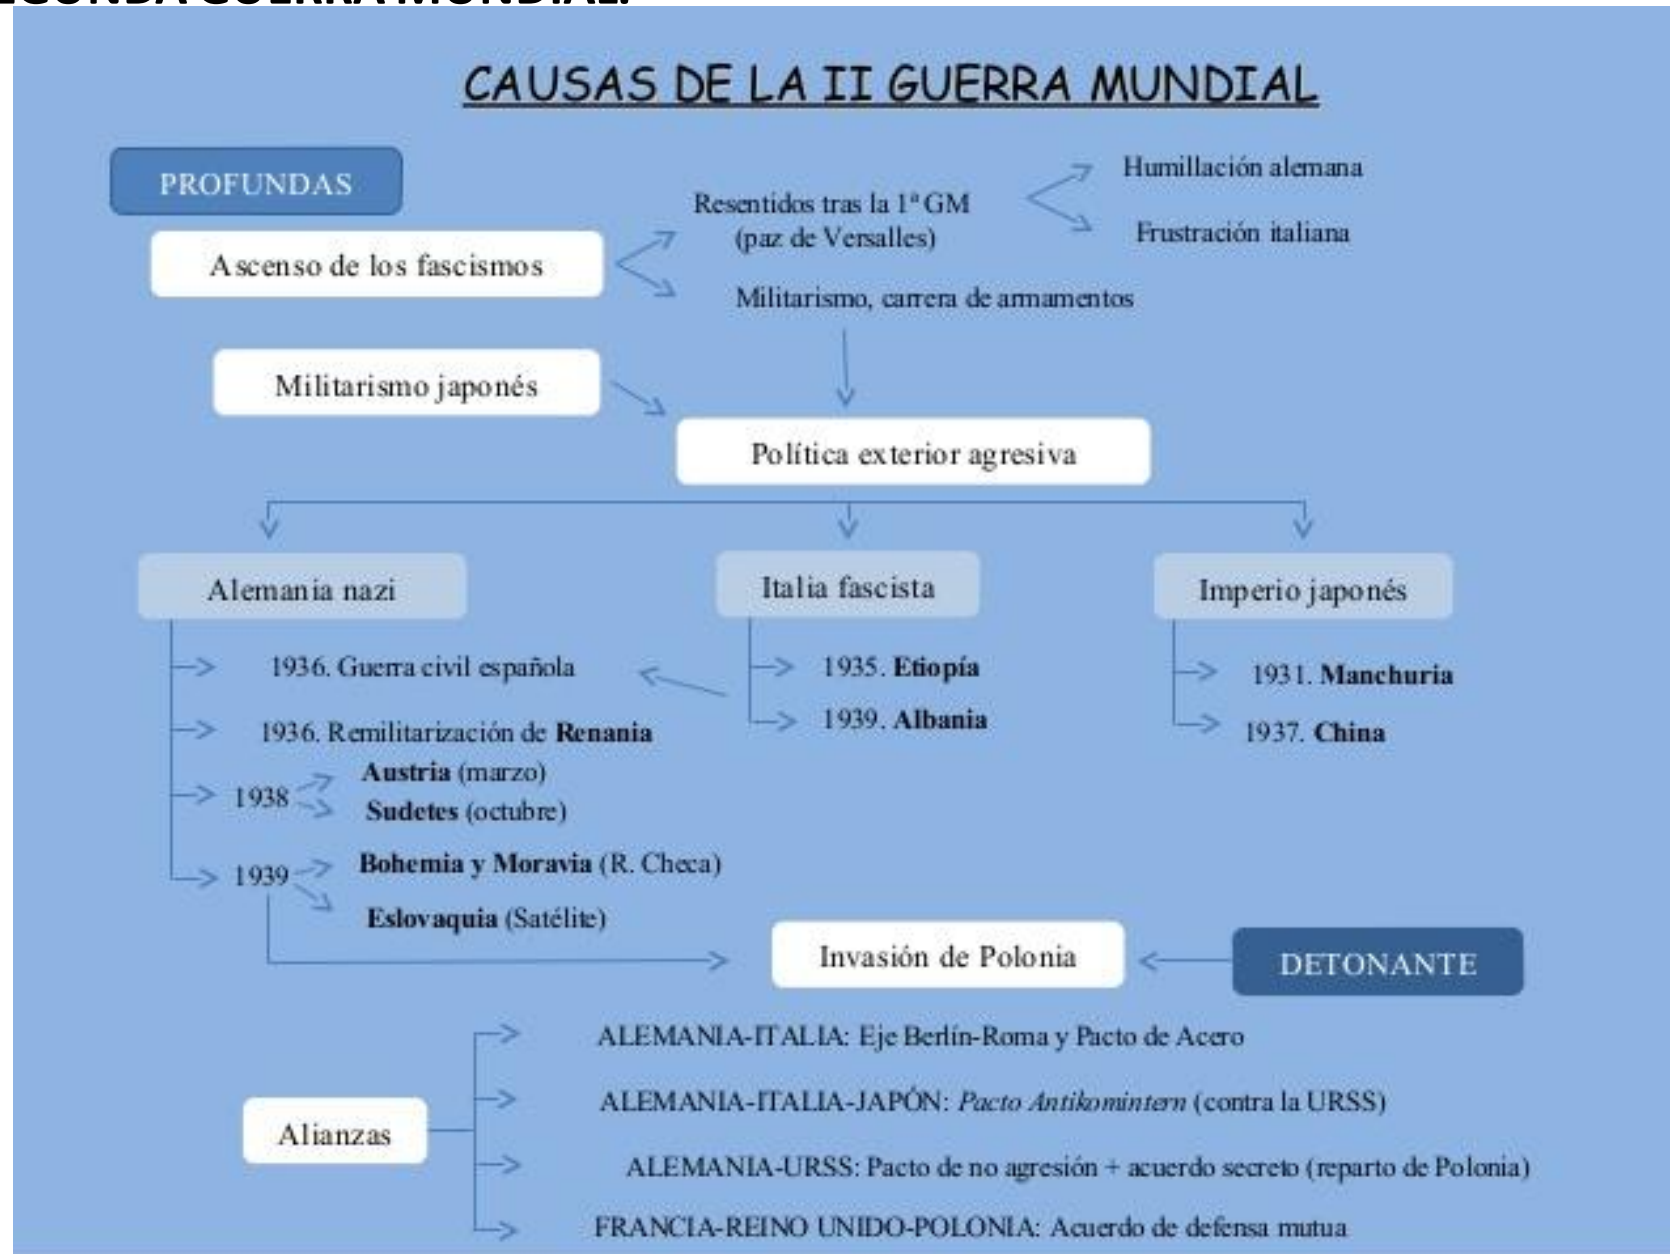 SEGUNDA GUERRA MUNDIAL.
CAUSAS DE LA II GUERRA MUNDIAL
PROFUNDAS
Ascenso de los fascismos
Resentidos tras la 1ª GM
(paz de Versalles)
Humillación alemana
Frustración italiana
Militarismo, carrera de armamentos
Militarismo japonés
Política exterior agresiva
Alemania nazi
1936. Guerra civil española
1936. Remilitarización de Renania
1938
Austria (marzo)
Sudetes (octubre)
1939
Bohemia y Moravia (R. Checa)
Eslovaquia (Satélite)
Italia fascista
1935. Etiopía
1939. Albania
Imperio japonés
1931. Manchuria
1937. China
Invasión de Polonia
DETONANTE
Alianzas
ALEMANIA-ITALIA: Eje Berlín-Roma y Pacto de Acero
ALEMANIA-ITALIA-JAPÓN: Pacto Antikomintern (contra la URSS)
ALEMANIA-URSS: Pacto de no agresión + acuerdo secreto (reparto de Polonia)
FRANCIA-REINO UNIDO-POLONIA: Acuerdo de defensa mutua